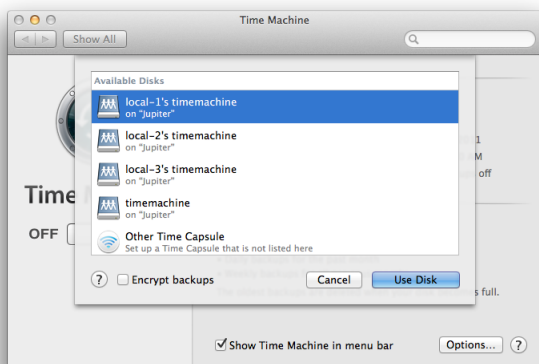 Time Machine
Show All
Available Disks
local-1's timemachine
on "Jupiter"
local-2's timemachine
on "Jupiter"
local-3's timemachine
on "Jupiter"
timemachine
on "Jupiter"
Other Time Capsule
Set up a Time Capsule that is not listed here
Time
OFF
off
? Encrypt backups
Cancel
Use Disk
s full.
Show Time Machine in menu bar
Options...
?